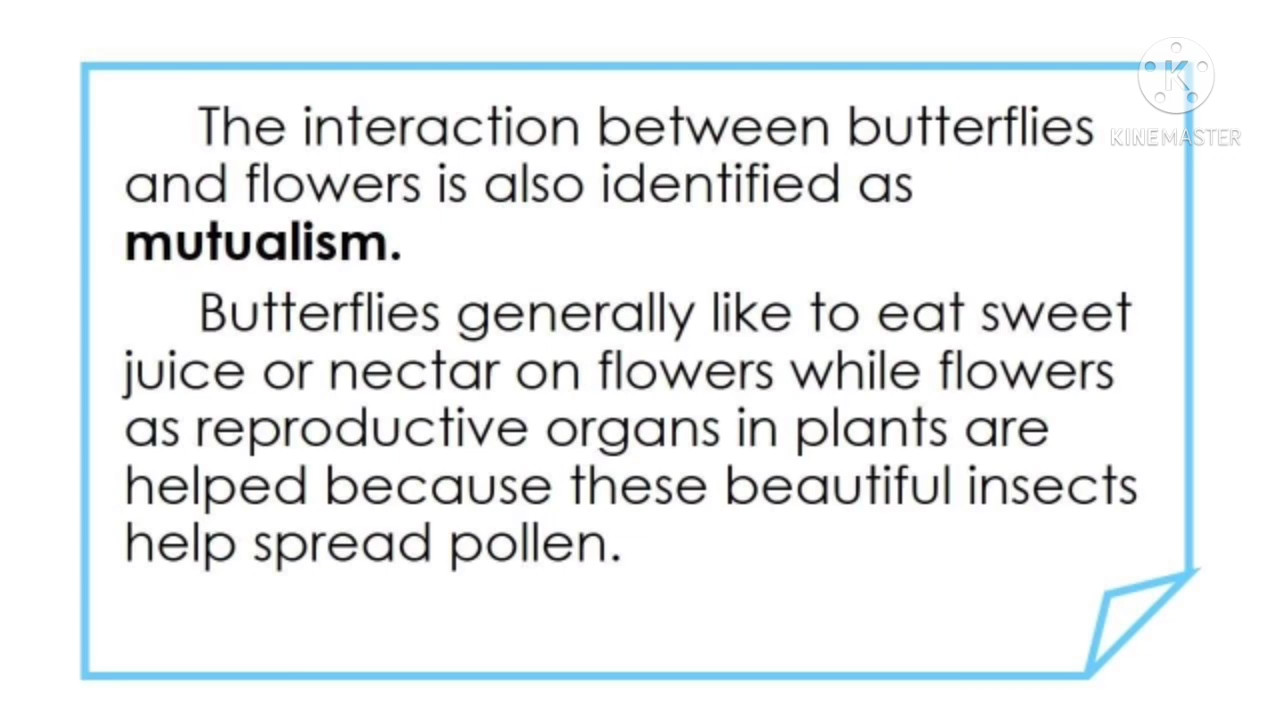 The interaction between butterflies
and flowers is also identified as
mutualism.
Butterflies generally like to eat sweet
juice or nectar on flowers while flowers
as reproductive organs in plants are
helped because these beautiful insects
help spread pollen.
K
KINEMASTER